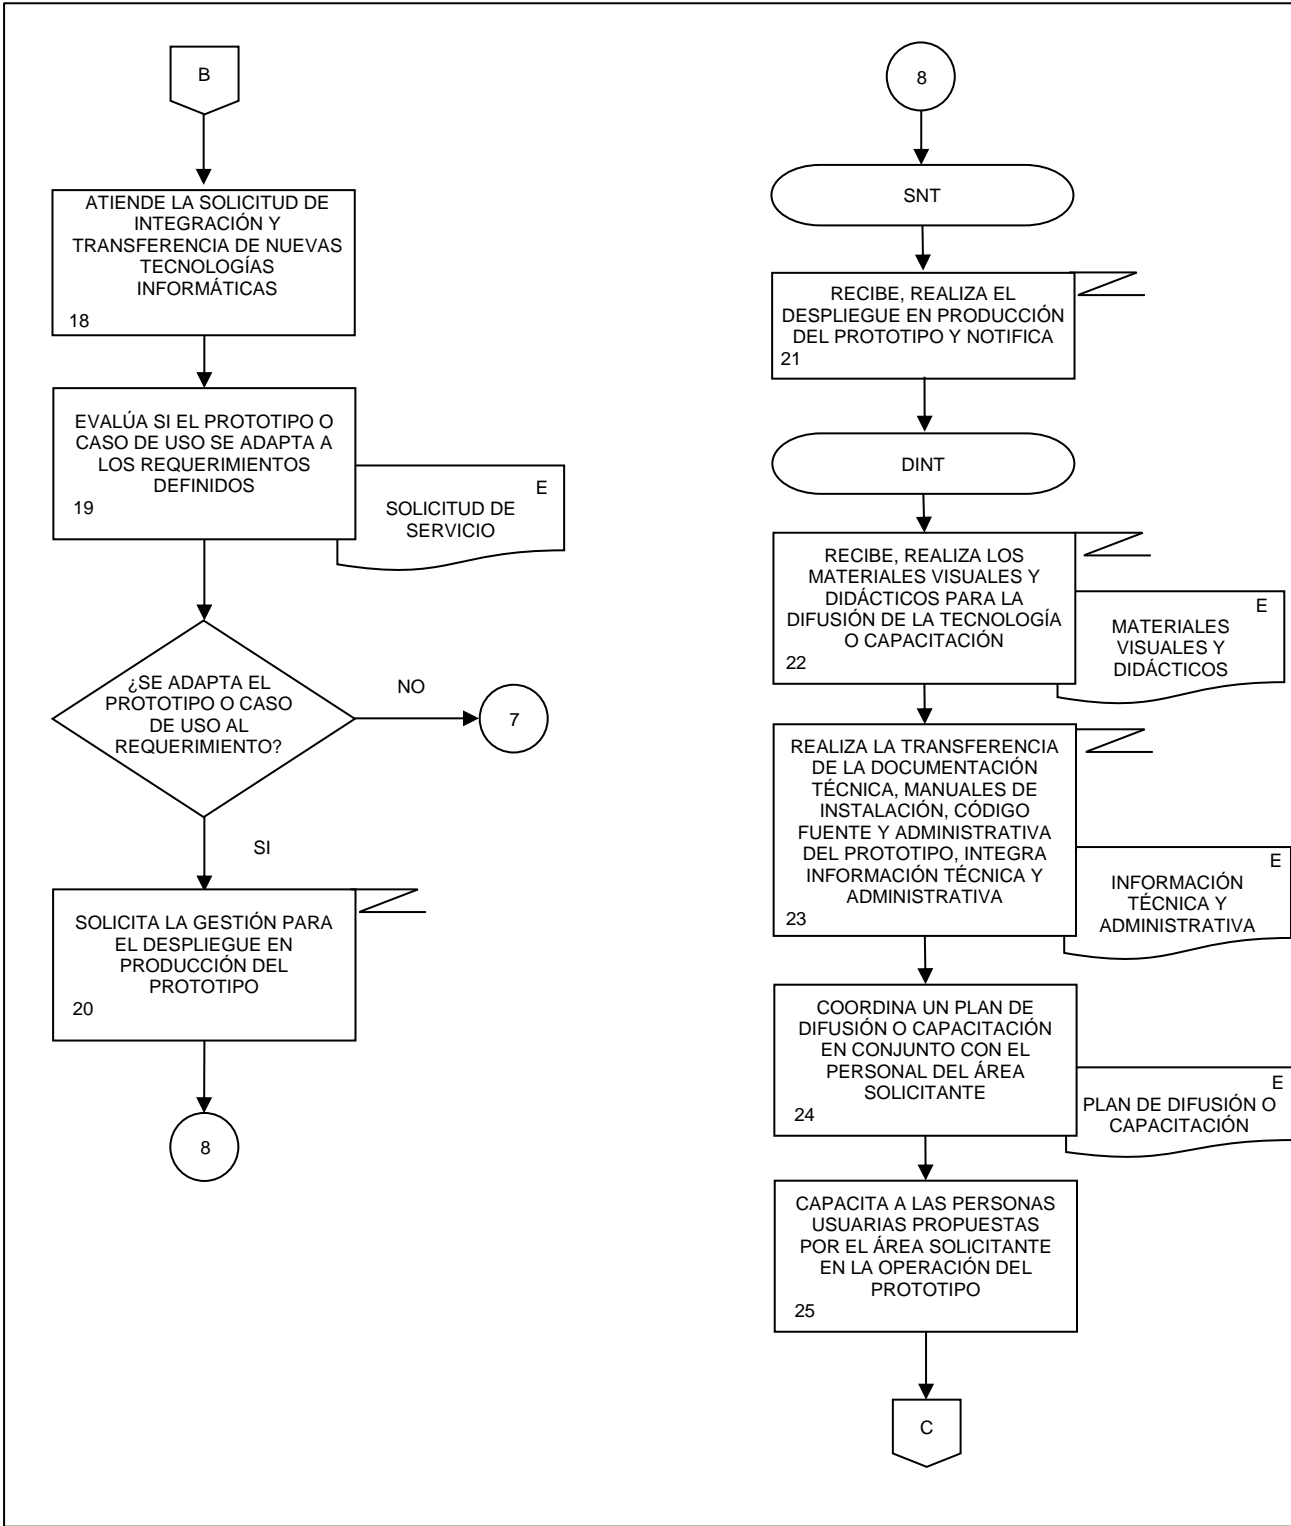 B
ATIENDE LA SOLICITUD DE
INTEGRACIÓN Y
TRANSFERENCIA DE NUEVAS
TECNOLOGÍAS
INFORMÁTICAS
18
EVALÚA SI EL PROTOTIPO O
CASO DE USO SE ADAPTA A
LOS REQUERIMIENTOS
DEFINIDOS
19
E
SOLICITUD DE
SERVICIO
¿SE ADAPTA EL
PROTOTIPO O CASO
DE USO AL
REQUERIMIENTO?
NO
7
SI
SOLICITA LA GESTIÓN PARA
EL DESPLIEGUE EN
PRODUCCIÓN DEL
PROTOTIPO
20
8
8
SNT
RECIBE, REALIZA EL
DESPLIEGUE EN PRODUCCIÓN
DEL PROTOTIPO Y NOTIFICA
21
DINT
RECIBE, REALIZA LOS
MATERIALES VISUALES Y
DIDÁCTICOS PARA LA
DIFUSIÓN DE LA TECNOLOGÍA
O CAPACITACIÓN
22
E
MATERIALES
VISUALES Y
DIDÁCTICOS
REALIZA LA TRANSFERENCIA
DE LA DOCUMENTACIÓN
TÉCNICA, MANUALES DE
INSTALACIÓN, CÓDIGO
FUENTE Y ADMINISTRATIVA
DEL PROTOTIPO, INTEGRA
INFORMACIÓN TÉCNICA Y
ADMINISTRATIVA
23
E
INFORMACIÓN
TÉCNICA Y
ADMINISTRATIVA
COORDINA UN PLAN DE
DIFUSIÓN O CAPACITACIÓN
EN CONJUNTO CON EL
PERSONAL DEL ÁREA
SOLICITANTE
24
E
PLAN DE DIFUSIÓN O
CAPACITACIÓN
CAPACITA A LAS PERSONAS
USUARIAS PROPUESTAS
POR EL ÁREA SOLICITANTE
EN LA OPERACIÓN DEL
PROTOTIPO
25
C